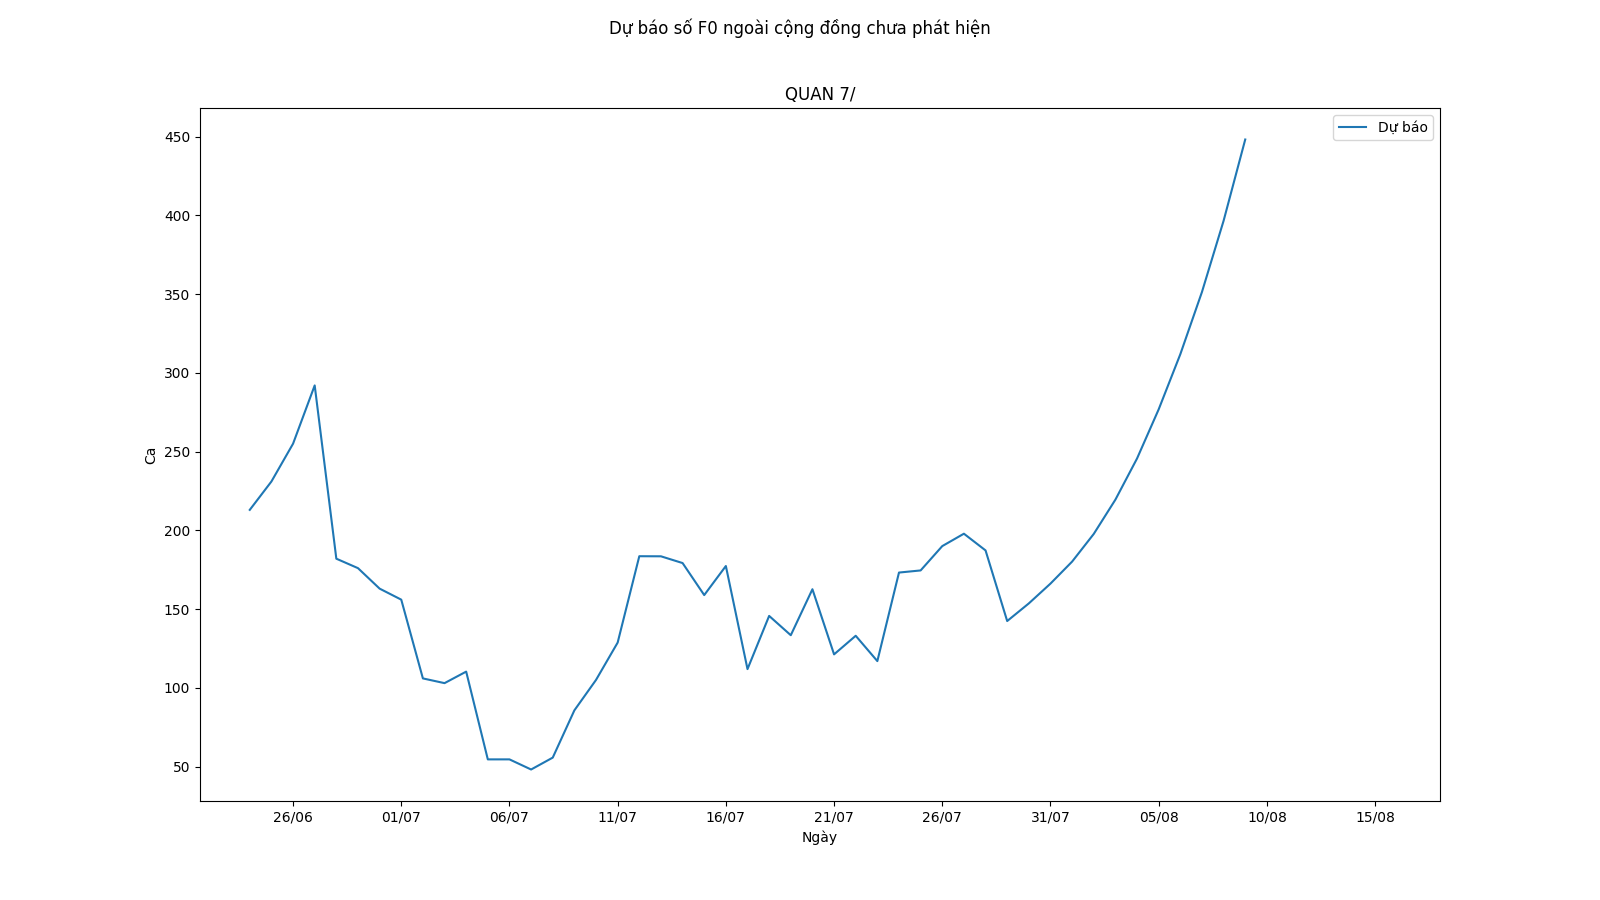 Dự báo số F0 ngoài cộng đồng chưa phát hiện
QUAN 7/
Dự báo
450
400
350
300
250
200
150
100
50
Ca
26/06 01/07 06/07 11/07 16/07 21/07 26/07 31/07 05/08 10/08 15/08
Ngày